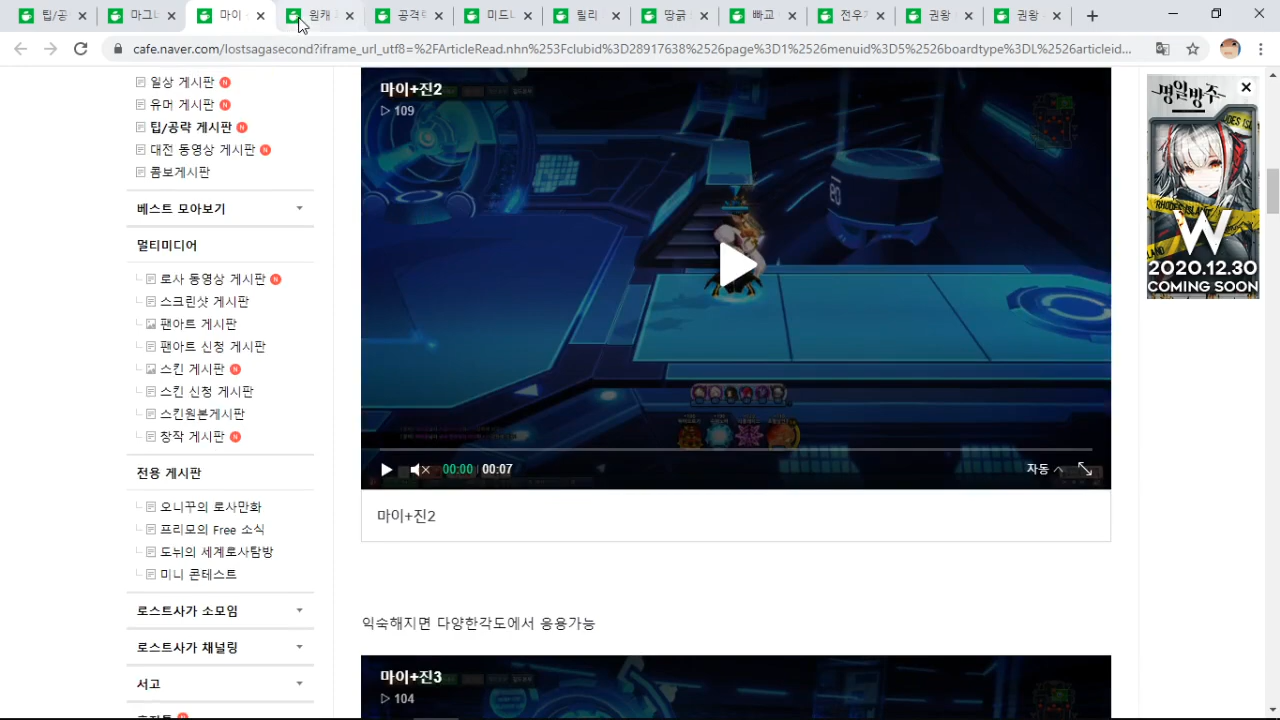 팁/공
마그
마이
윈캐
공격
미드
릴리
땅긁
빠교
전우
권왕
권왕
cafe.naver.com/lostsagasecond?iframe_url_utf8=%2FArticleRead.nhn%253Fclubid%3D28917638%2526page%3D1%2526menuid%3D5%2526boardtype%3DL%2526articleid...
일상 게시판 N
유머 게시판 N
팁/공략 게시판 N
대전 동영상 게시판 N
콤보게시판
베스트 모아보기
멀티미디어
로사 동영상 게시판 N
스크린샷 게시판
팬아트 게시판
팬아트 신청 게시판
스킨 게시판 N
스킨 신청 게시판
스킨원본게시판
창작 게시판 N
전용 게시판
오니꾸의 로사만화
프리모의 Free 소식
도뉘의 세계로사탐방
미니 콘테스트
로스트사가 소모임
로스트사가 채널링
서고
마이+진2
109
00:00 00:07
자동
마이+진2
익숙해지면 다양한각도에서 응용가능
마이+진3
104
명일방주
RHODES ISLAND
W
2020.12.30
COMING SOON